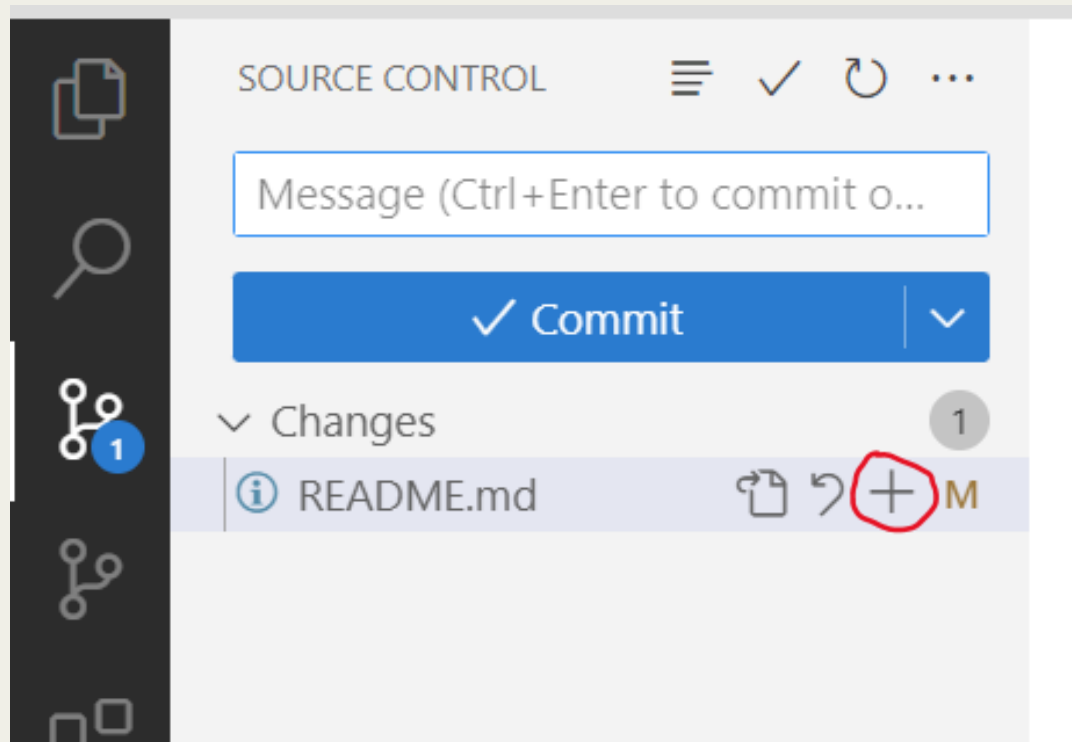 SOURCE CONTROL
Message (Ctrl+Enter to commit o...
Commit
Changes 1
1
README.md M